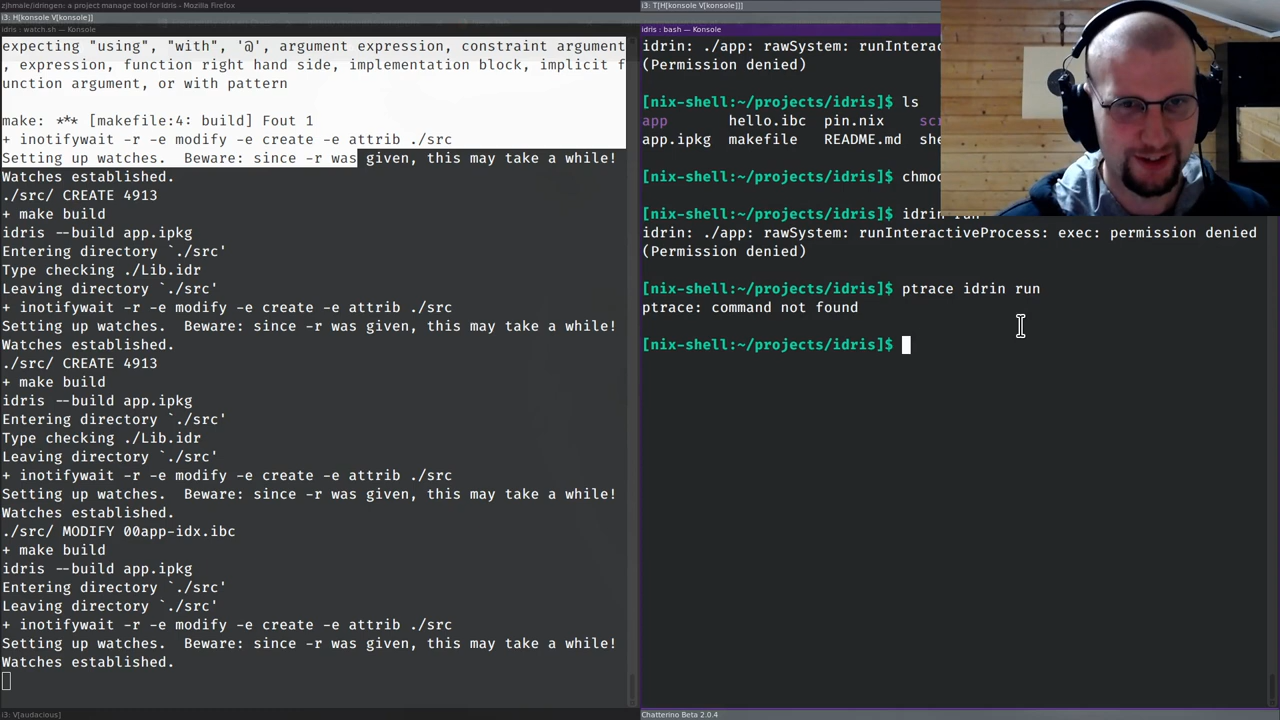 zjhmale/idringen: a project manage tool for Idris - Mozilla Firefox
i3: H[konsole V[konsole]]
idris : watch.sh — Konsole
expecting "using", "with", '@', argument expression, constraint argument
, expression, function right hand side, implementation block, implicit f
unction argument, or with pattern
make: *** [makefile:4: build] Fout 1
+ inotifywait -r -e modify -e create -e attrib ./src
Setting up watches.  Beware: since -r was given, this may take a while!
Watches established.
./src/ CREATE 4913
+ make build
idris --build app.ipkg
Entering directory `./src'
Type checking ./Lib.idr
Leaving directory `./src'
+ inotifywait -r -e modify -e create -e attrib ./src
Setting up watches.  Beware: since -r was given, this may take a while!
Watches established.
./src/ CREATE 4913
+ make build
idris --build app.ipkg
Entering directory `./src'
Type checking ./Lib.idr
Leaving directory `./src'
+ inotifywait -r -e modify -e create -e attrib ./src
Setting up watches.  Beware: since -r was given, this may take a while!
Watches established.
./src/ MODIFY 00app-idx.ibc
+ make build
idris --build app.ipkg
Entering directory `./src'
Leaving directory `./src'
+ inotifywait -r -e modify -e create -e attrib ./src
Setting up watches.  Beware: since -r was given, this may take a while!
Watches established.
i3: V[audacious]
i3: T[H[konsole V[konsole]]]
idris : bash — Konsole
idrin: ./app: rawSystem: runInterac
(Permission denied)
[nix-shell:~/projects/idris]$ ls
app       hello.ibc  pin.nix    sc
app.ipkg  makefile   README.md  she
[nix-shell:~/projects/idris]$ chmod
[nix-shell:~/projects/idris]$ idrin run
idrin: ./app: rawSystem: runInteractiveProcess: exec: permission denied
(Permission denied)
[nix-shell:~/projects/idris]$ ptrace idrin run
ptrace: command not found
[nix-shell:~/projects/idris]$
Chatterino Beta 2.0.4